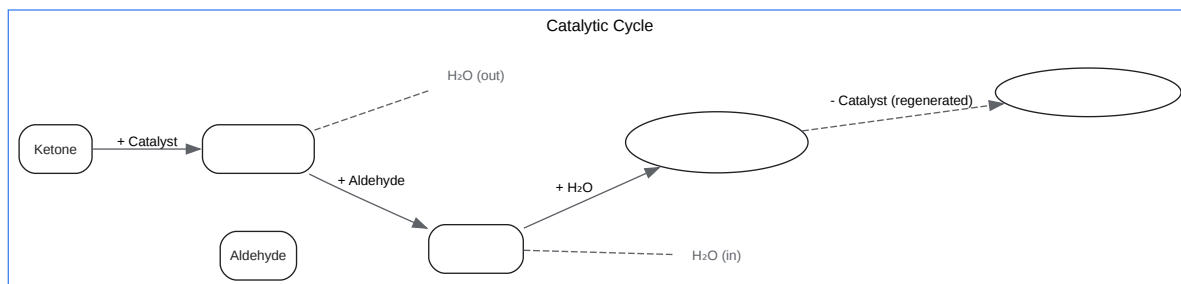 Catalytic Cycle
H₂O (out)
- Catalyst (regenerated)
Ketone
+ Catalyst
+ Aldehyde
+ H₂O
Aldehyde
H₂O (in)